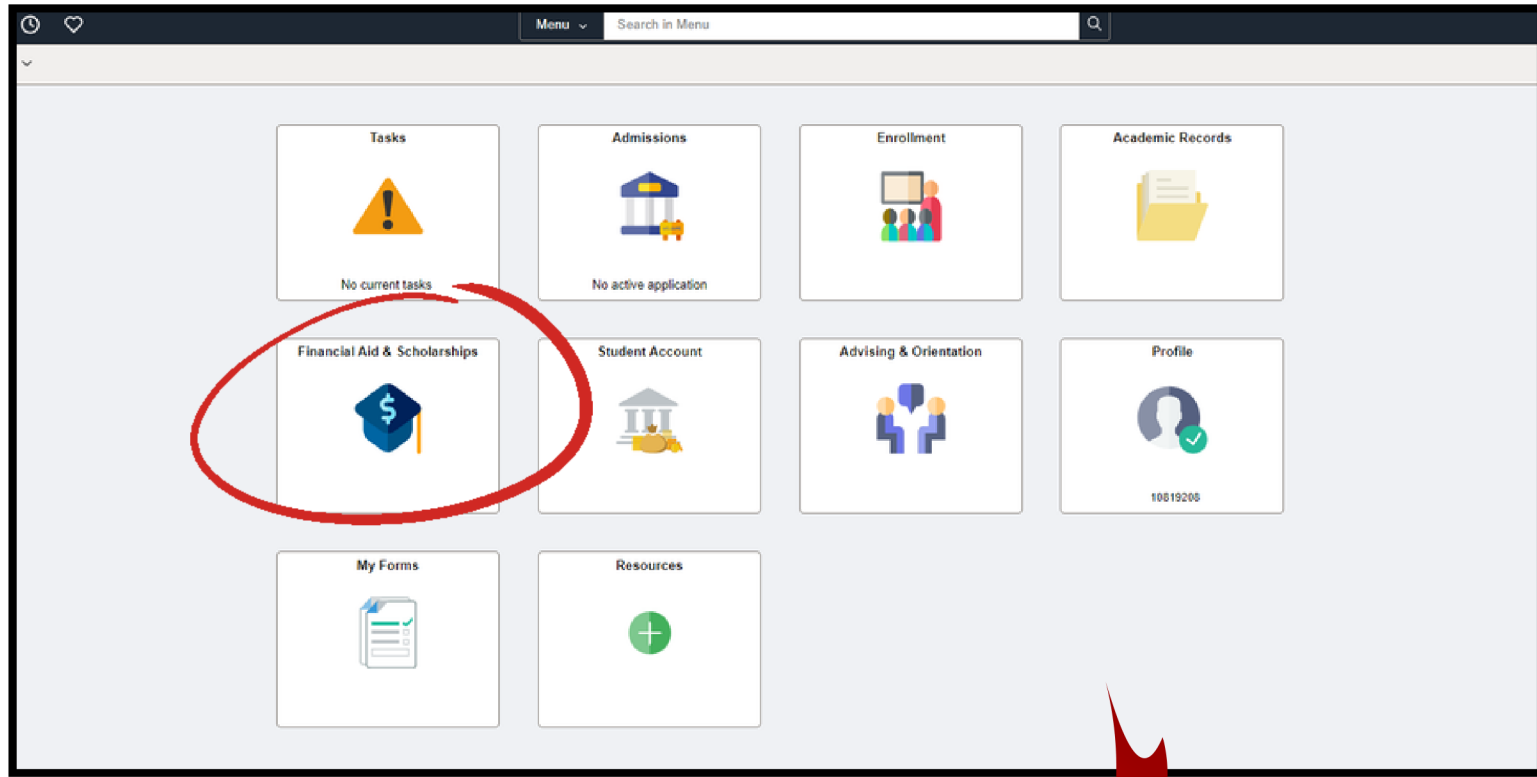 Menu Search in Menu
Tasks
No current tasks
Admissions
No active application
Enrollment
Academic Records
Financial Aid & Scholarships
$
Student Account
Advising & Orientation
Profile
10819208
My Forms
Resources